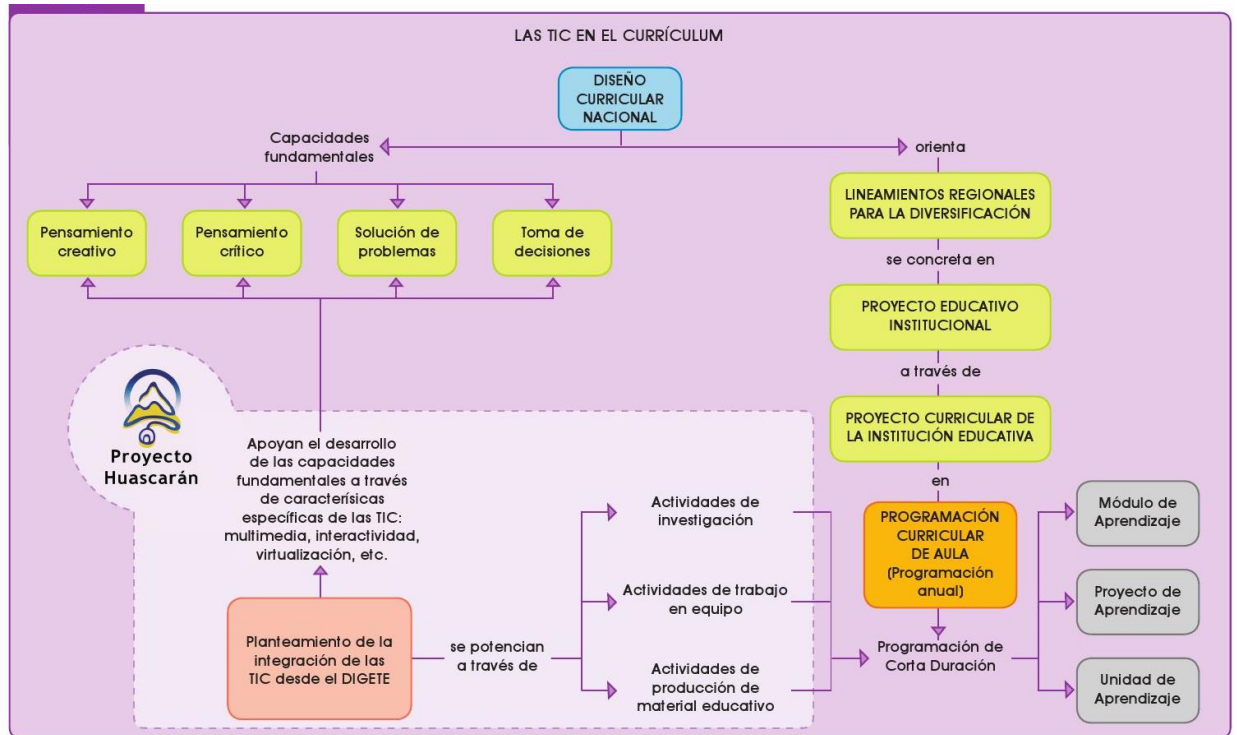 LAS TIC EN EL CURRÍCULUM
DISEÑO
CURRICULAR
NACIONAL
Capacidades
fundamentales
orienta
Pensamiento
creativo
Pensamiento
crítico
Solución de
problemas
Toma de
decisiones
LINEAMIENTOS REGIONALES
PARA LA DIVERSIFICACIÓN
se concreta en
PROYECTO EDUCATIVO
INSTITUCIONAL
a través de
PROYECTO CURRICULAR DE
LA INSTITUCIÓN EDUCATIVA
en
PROGRAMACIÓN
CURRICULAR
DE AULA
(Programación
anual)
Proyecto
Huascarán
Apoyan el desarrollo
de las capacidades
fundamentales a través
de caracterísicas
específicas de las TIC:
multimedia, interactividad,
virtualización, etc.
Planteamiento de la
integración de las
TIC desde el DIGETE
se potencian
a través de
Actividades de
investigación
Actividades de trabajo
en equipo
Actividades de
producción de
material educativo
Programación de
Corta Duración
Módulo de
Aprendizaje
Proyecto de
Aprendizaje
Unidad de
Aprendizaje